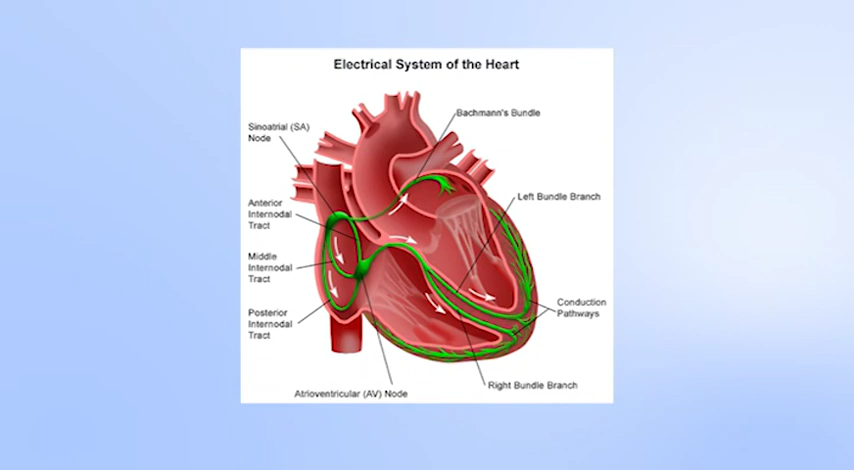 Electrical System of the Heart
Bachmann's Bundle
Sinoatrial (SA)
Node
Left Bundle Branch
Anterior
Internodal
Tract
Middle
Internodal
Tract
Conduction
Pathways
Posterior
Internodal
Tract
Right Bundle Branch
Atrioventricular (AV) Node